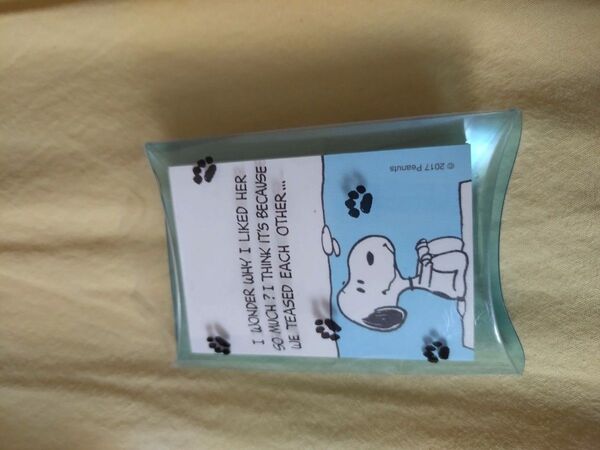 I WONDER WHY I LIKED HER
SO MUCH? I THINK IT'S BECAUSE
WE TEASED EACH OTHER...
© 2017 Peanuts